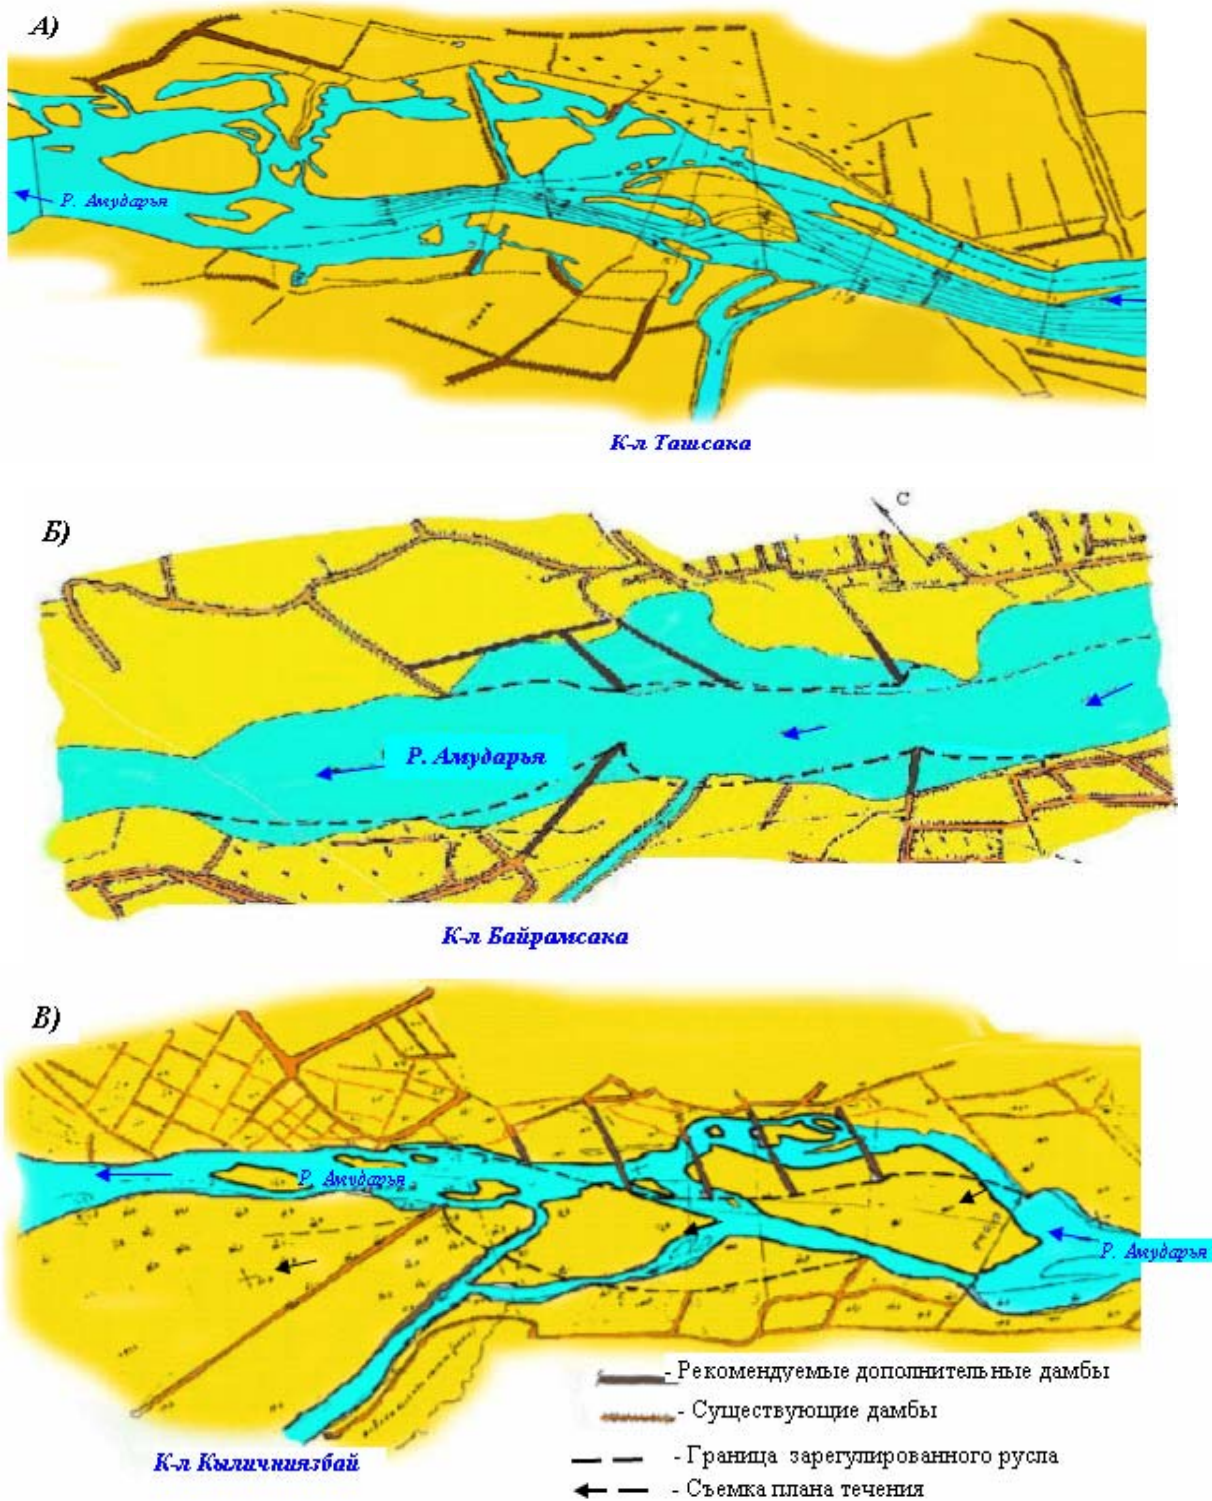 А)
Р. Амударья
К-л Ташсака
Б)
С
Р. Амударья
К-л Байрамсака
В)
Р. Амударья
Р. Амударья
- Рекомендуемые дополнительные дамбы
- Существующие дамбы
К-л Кыличниязбай
- Граница зарегулированного русла
- Съемка плана течения